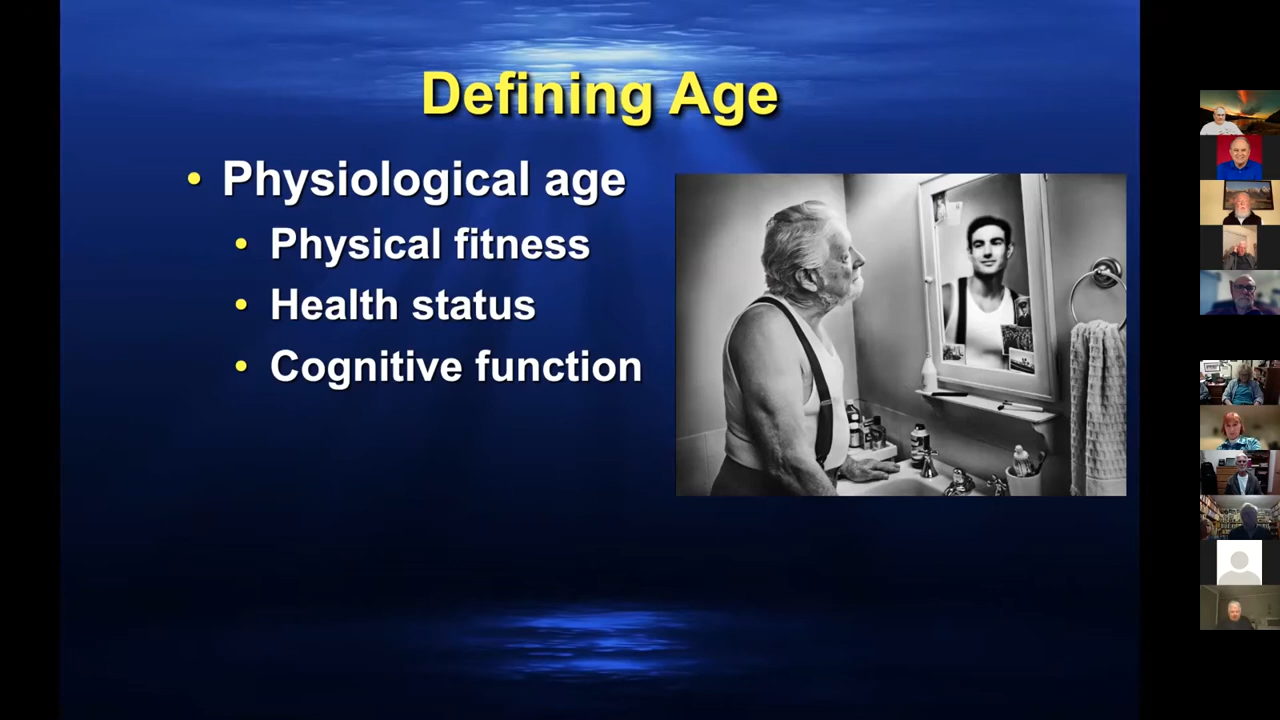 Defining Age
• Physiological age
• Physical fitness
• Health status
• Cognitive function